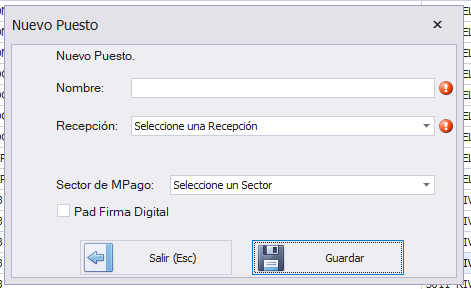 Nuevo Puesto
Nuevo Puesto.
Nombre:
Recepción: Seleccione una Recepción
Sector de MPago: Seleccione un Sector
Pad Firma Digital
Salir (Esc) Guardar